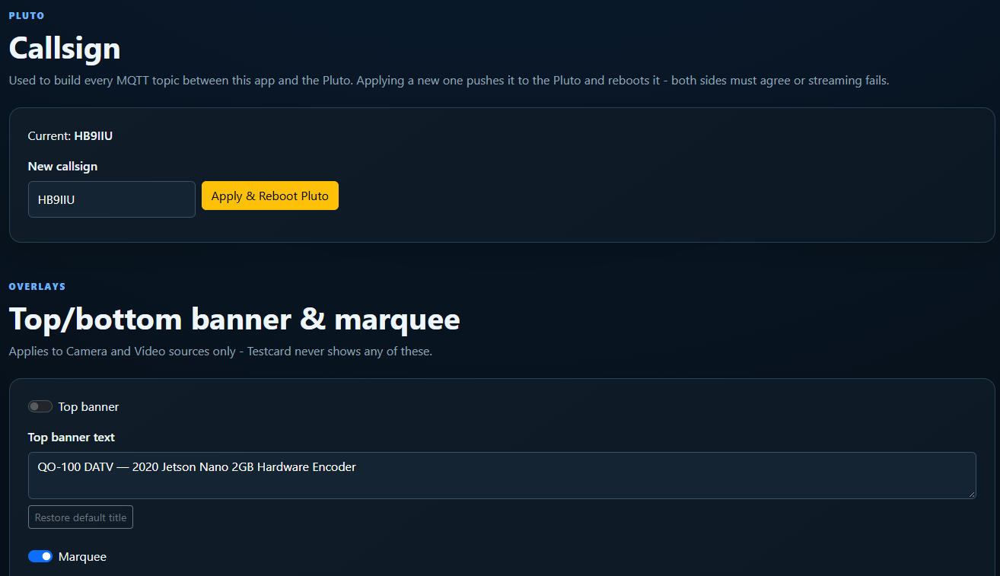 PLUTO
Callsign
Used to build every MQTT topic between this app and the Pluto. Applying a new one pushes it to the Pluto and reboots it - both sides must agree or streaming fails.
Current: HB9IIU
New callsign
HB9IIU
Apply & Reboot Pluto
OVERLAYS
Top/bottom banner & marquee
Applies to Camera and Video sources only - Testcard never shows any of these.
Top banner
Top banner text
QO-100 DATV — 2020 Jetson Nano 2GB Hardware Encoder
Restore default title
Marquee